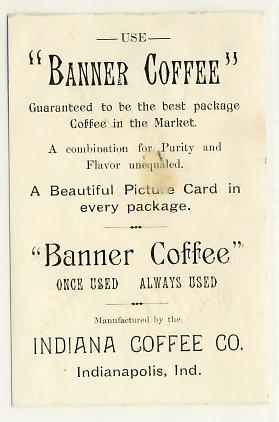 USE
"BANNER COFFEE"
Guaranteed to be the best package
Coffee in the Market.
A combination for Purity and
Flavor unequaled.
A Beautiful Picture Card in
every package.
"Banner Coffee"
ONCE USED ALWAYS USED
Manufactured by the
INDIANA COFFEE CO.
Indianapolis, Ind.